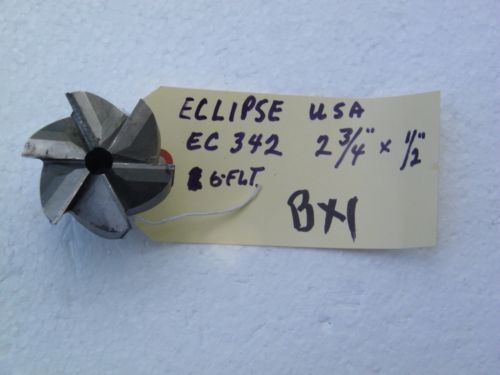 ECLIPSE USA
EC 342 2 3/4" x 1/2"
6-FLT.
BX1